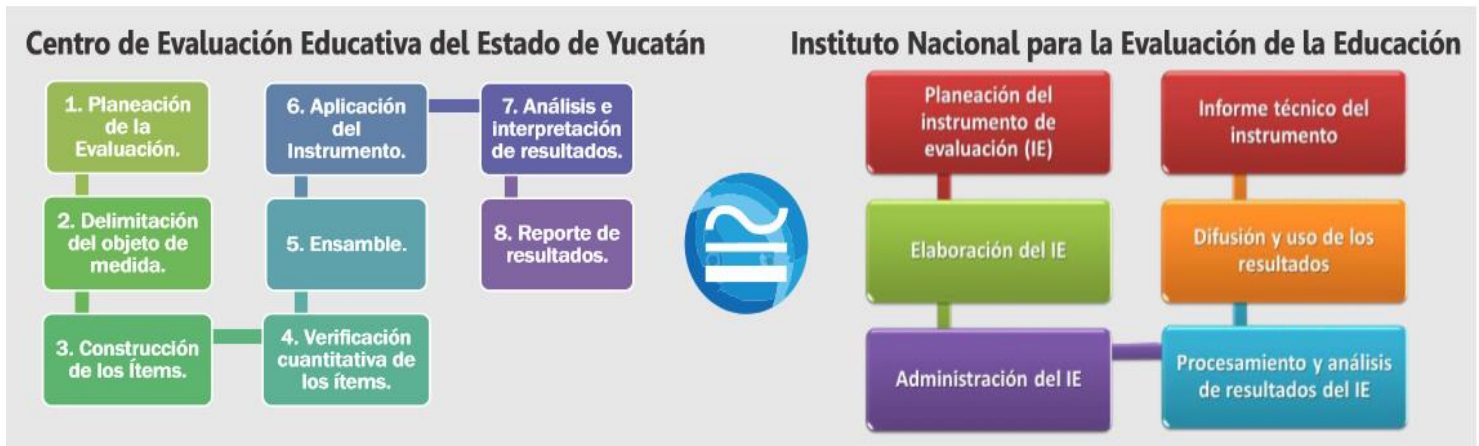 Centro de Evaluación Educativa del Estado de Yucatán
1. Planeación
de la
Evaluación.
2. Delimitación
del objeto de
medida.
3. Construcción
de los Ítems.
4. Verificación
cuantitativa de
los ítems.
5. Ensamble.
6. Aplicación
del
Instrumento.
7. Análisis e
interpretación
de resultados.
8. Reporte de
resultados.
≅
Instituto Nacional para la Evaluación de la Educación
Planeación del
instrumento de
evaluación (IE)
Elaboración del IE
Administración del IE
Procesamiento y análisis
de resultados del IE
Difusión y uso de los
resultados
Informe técnico del
instrumento